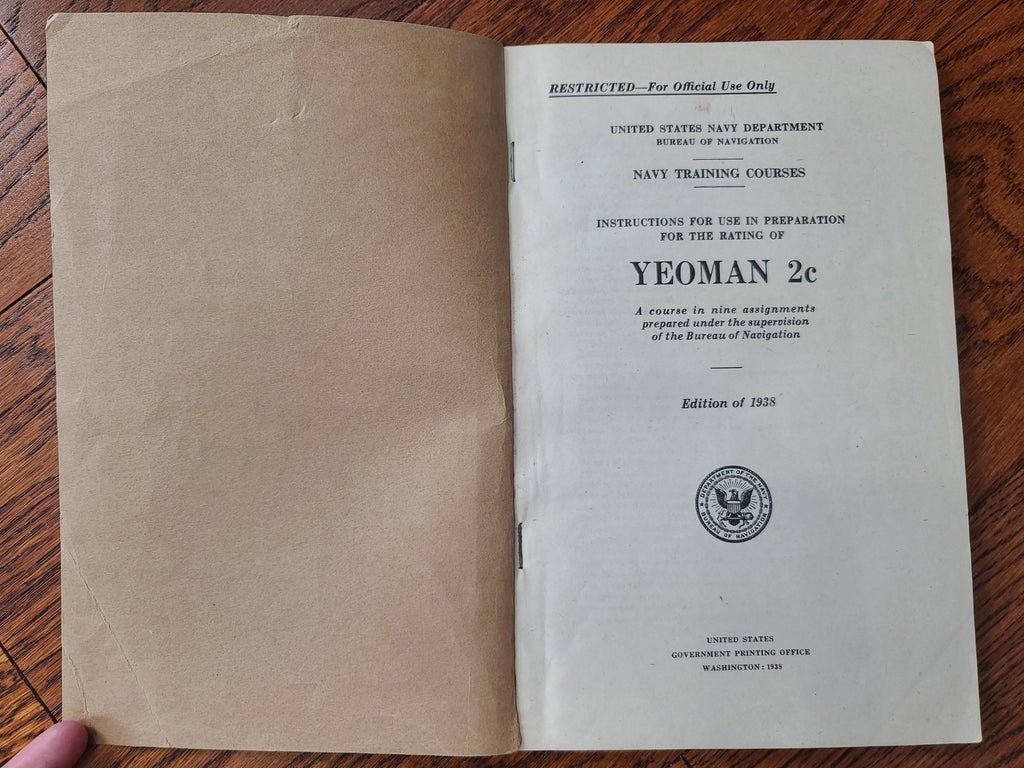 RESTRICTED—For Official Use Only
UNITED STATES NAVY DEPARTMENT
BUREAU OF NAVIGATION
NAVY TRAINING COURSES
INSTRUCTIONS FOR USE IN PREPARATION
FOR THE RATING OF
YEOMAN 2c
A course in nine assignments
prepared under the supervision
of the Bureau of Navigation
Edition of 1938
DEPARTMENT OF THE NAVY
BUREAU OF NAVIGATION
UNITED STATES
GOVERNMENT PRINTING OFFICE
WASHINGTON : 1938